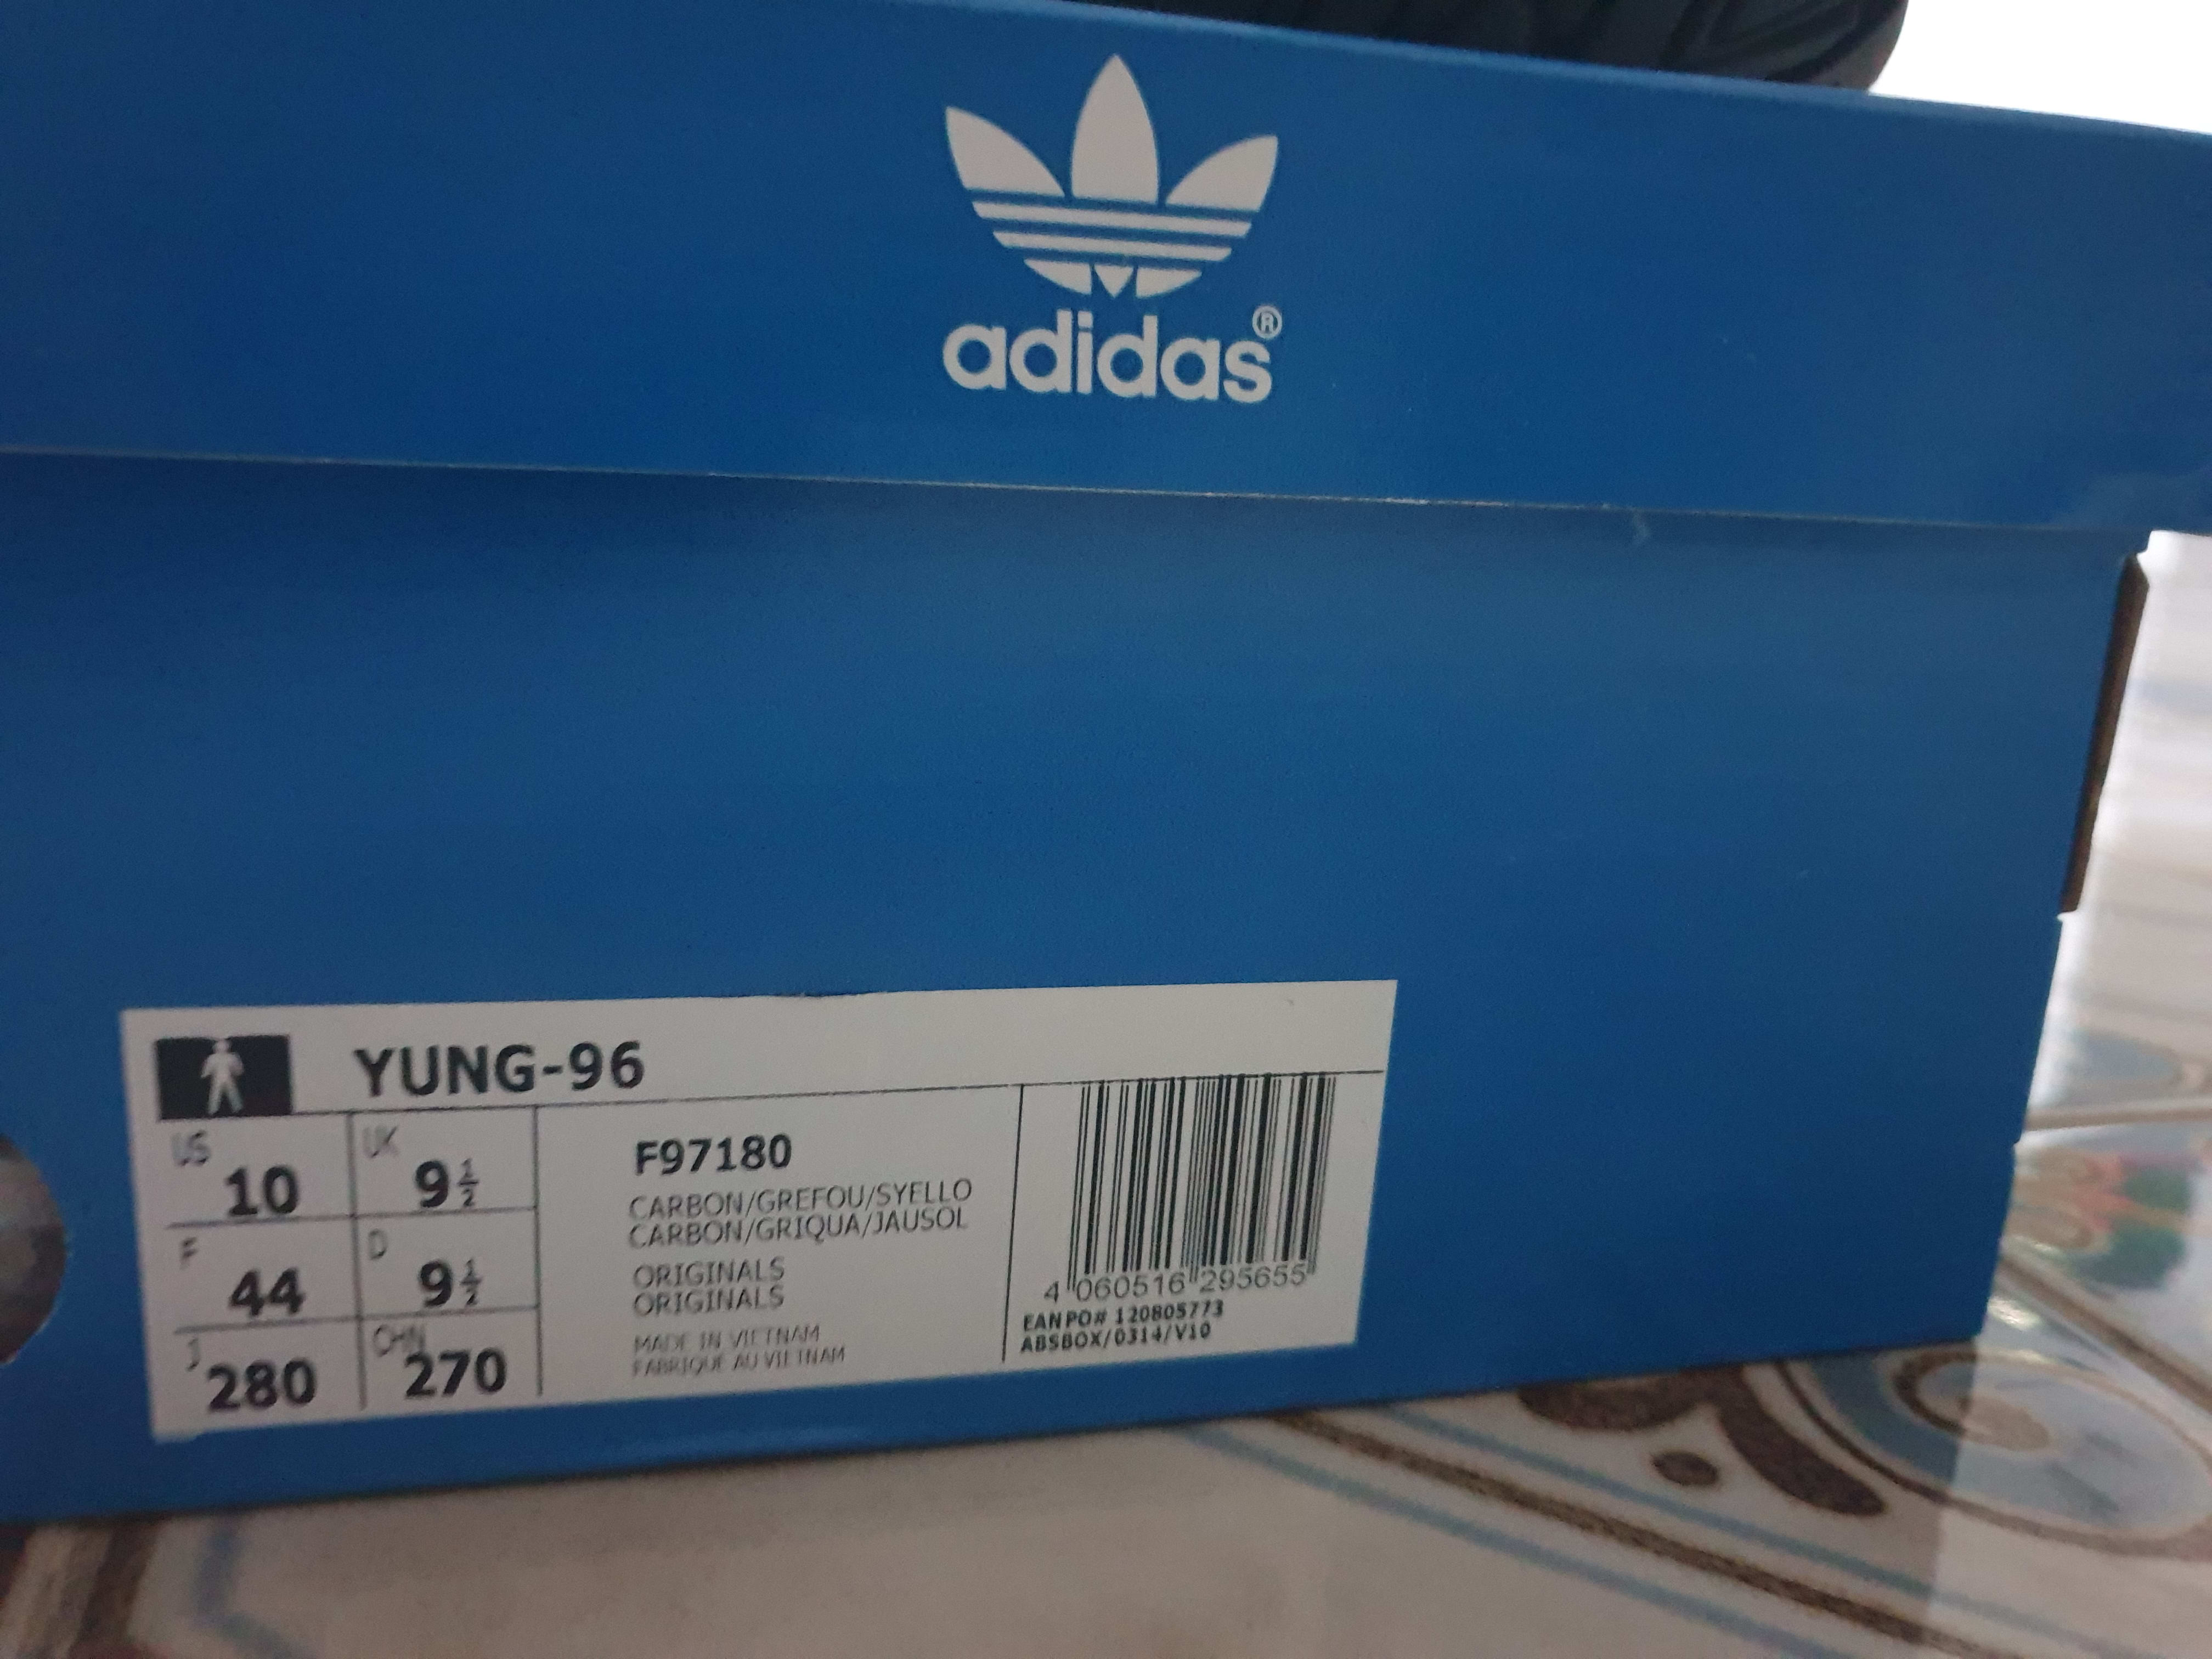 adidas®
YUNG-96
US 10 UK 9½
F 44 D 9½
J 280 CHN 270
F97180
CARBON/GREFOU/SYELLO
CARBON/GRIQUA/JAUSOL
ORIGINALS
ORIGINALS
MADE IN VIETNAM
FABRIQUE AU VIETNAM
4 060516 295655
EAN PO# 120805773
ABSBOX/0314/V10